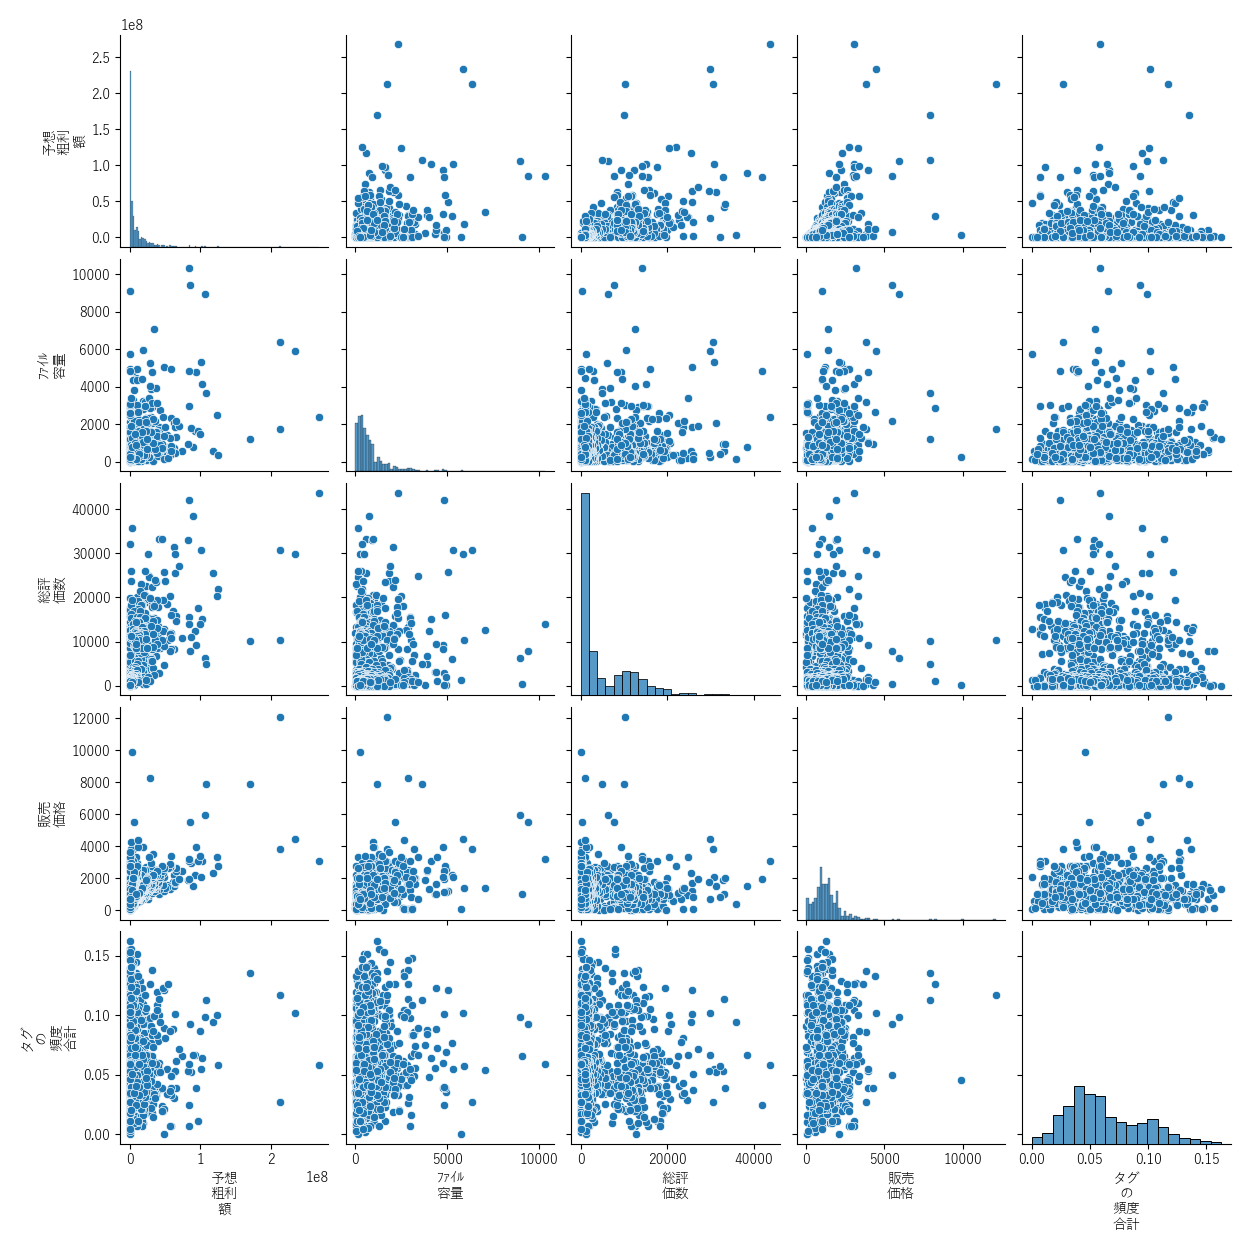 1e8
2.5
2.0
1.5
1.0
0.5
0.0
予想
粗利
額
10000
8000
6000
4000
2000
0
ﾌｧｲﾙ
容量
40000
30000
20000
10000
0
総評
価数
12000
10000
8000
6000
4000
2000
0
販売
価格
0.15
0.10
0.05
0.00
タグ
の
頻度
合計
0 1 2
1e8
予想
粗利
額
0 5000 10000
ﾌｧｲﾙ
容量
0 20000 40000
総評
価数
0 5000 10000
販売
価格
0.00 0.05 0.10 0.15
タグ
の
頻度
合計